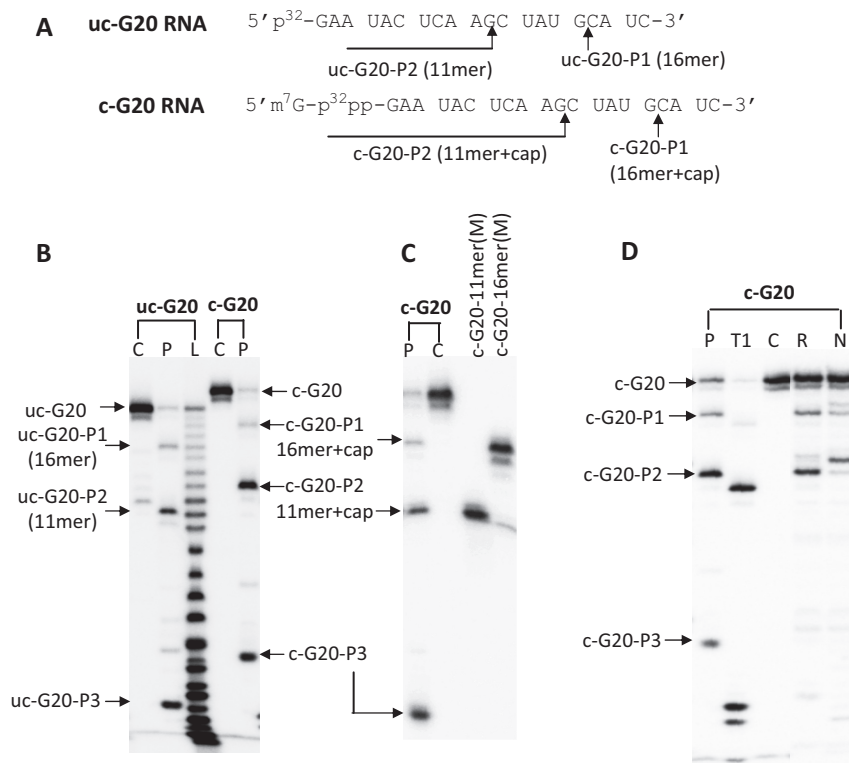 A
uc-G20 RNA 5'p32-GAA UAC UCA AGC UAU GCA UC-3'
uc-G20-P2 (11mer) uc-G20-P1 (16mer)
c-G20 RNA 5'm7G-p32pp-GAA UAC UCA AGC UAU GCA UC-3'
c-G20-P2 (11mer+cap) c-G20-P1
(16mer+cap)
B
uc-G20 c-G20
C P L C P
uc-G20
uc-G20-P1
(16mer)
uc-G20-P2
(11mer)
uc-G20-P3
c-G20
c-G20-P1
16mer+cap
c-G20-P2
11mer+cap
c-G20-P3
C
c-G20
P C
c-G20-11mer(M)
c-G20-16mer(M)
D
c-G20
P T1 C R N
c-G20
c-G20-P1
c-G20-P2
c-G20-P3